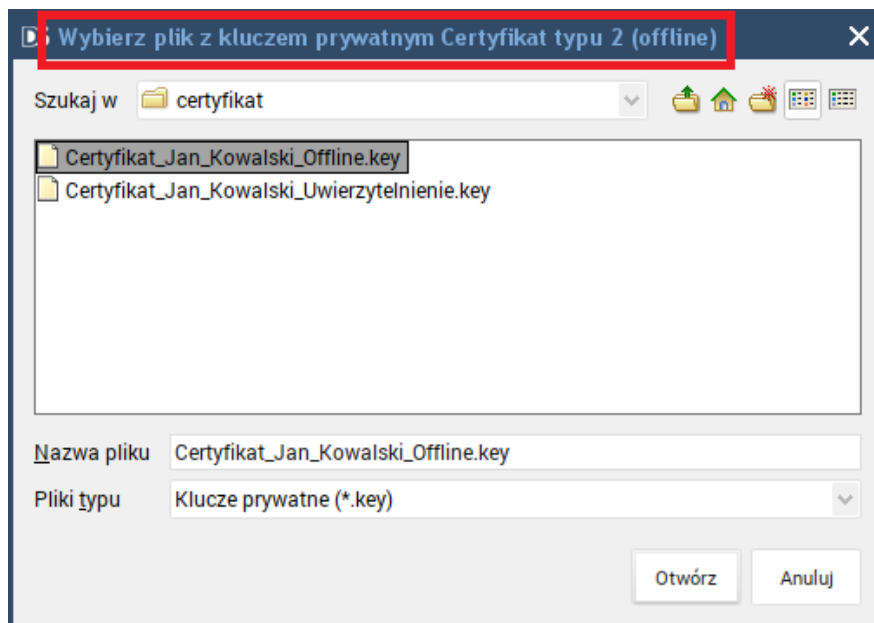 Wybierz plik z kluczem prywatnym Certyfikat typu 2 (offline)
Szukaj w certyfikat
Certyfikat_Jan_Kowalski_Offline.key
Certyfikat_Jan_Kowalski_Uwierzytelnienie.key
Nazwa pliku Certyfikat_Jan_Kowalski_Offline.key
Pliki typu Klucze prywatne (*.key)
Otwórz Anuluj